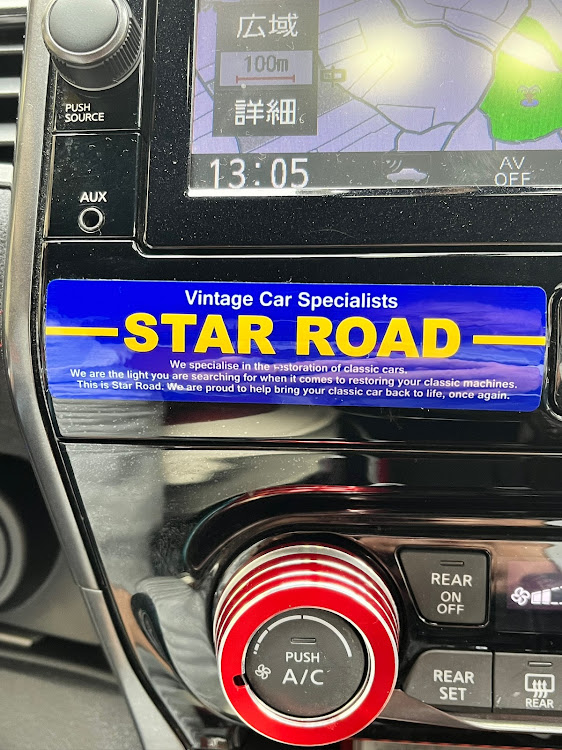 広域
100m
詳細
PUSH
SOURCE
13:05
AV
OFF
AUX
Vintage Car Specialists
STAR ROAD
We specialise in the restoration of classic cars.
We are the light you are searching for when it comes to restoring your classic machines.
This is Star Road. We are proud to help bring your classic car back to life, once again.
REAR
ON
OFF
PUSH
A/C
REAR
SET
REAR